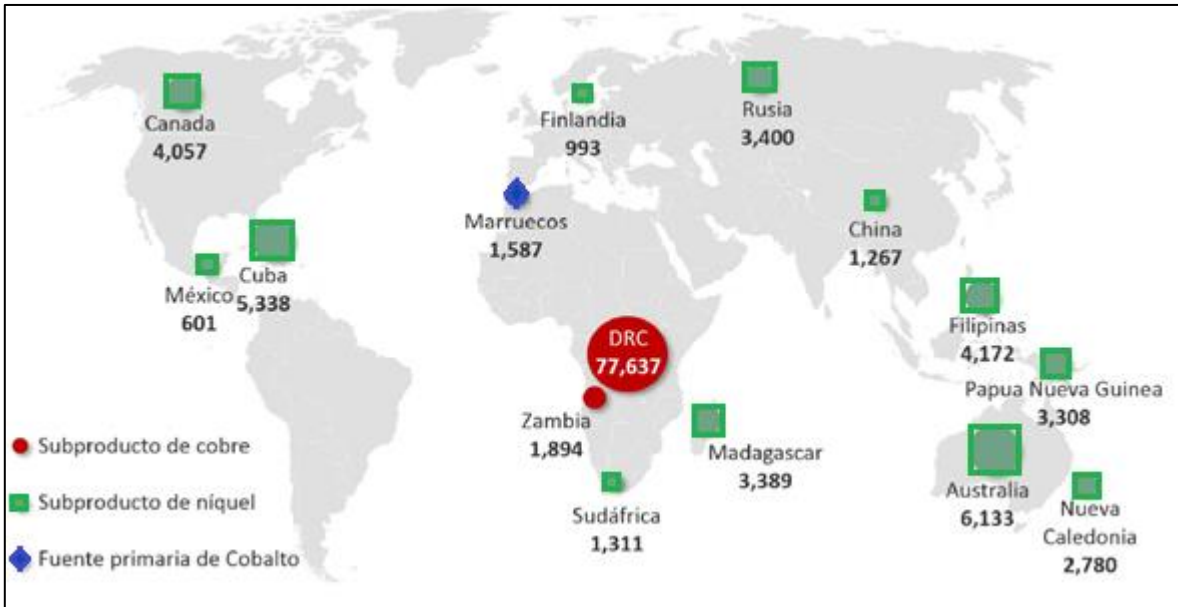 Canada
4,057
Finlandia
993
Rusia
3,400
Marruecos
1,587
China
1,267
México
601
Cuba
5,338
Filipinas
4,172
DRC
77,637
Papua Nueva Guinea
3,308
Zambia
1,894
Madagascar
3,389
Australia
6,133
Nueva
Caledonia
2,780
Sudáfrica
1,311
Subproducto de cobre
Subproducto de níquel
Fuente primaria de Cobalto